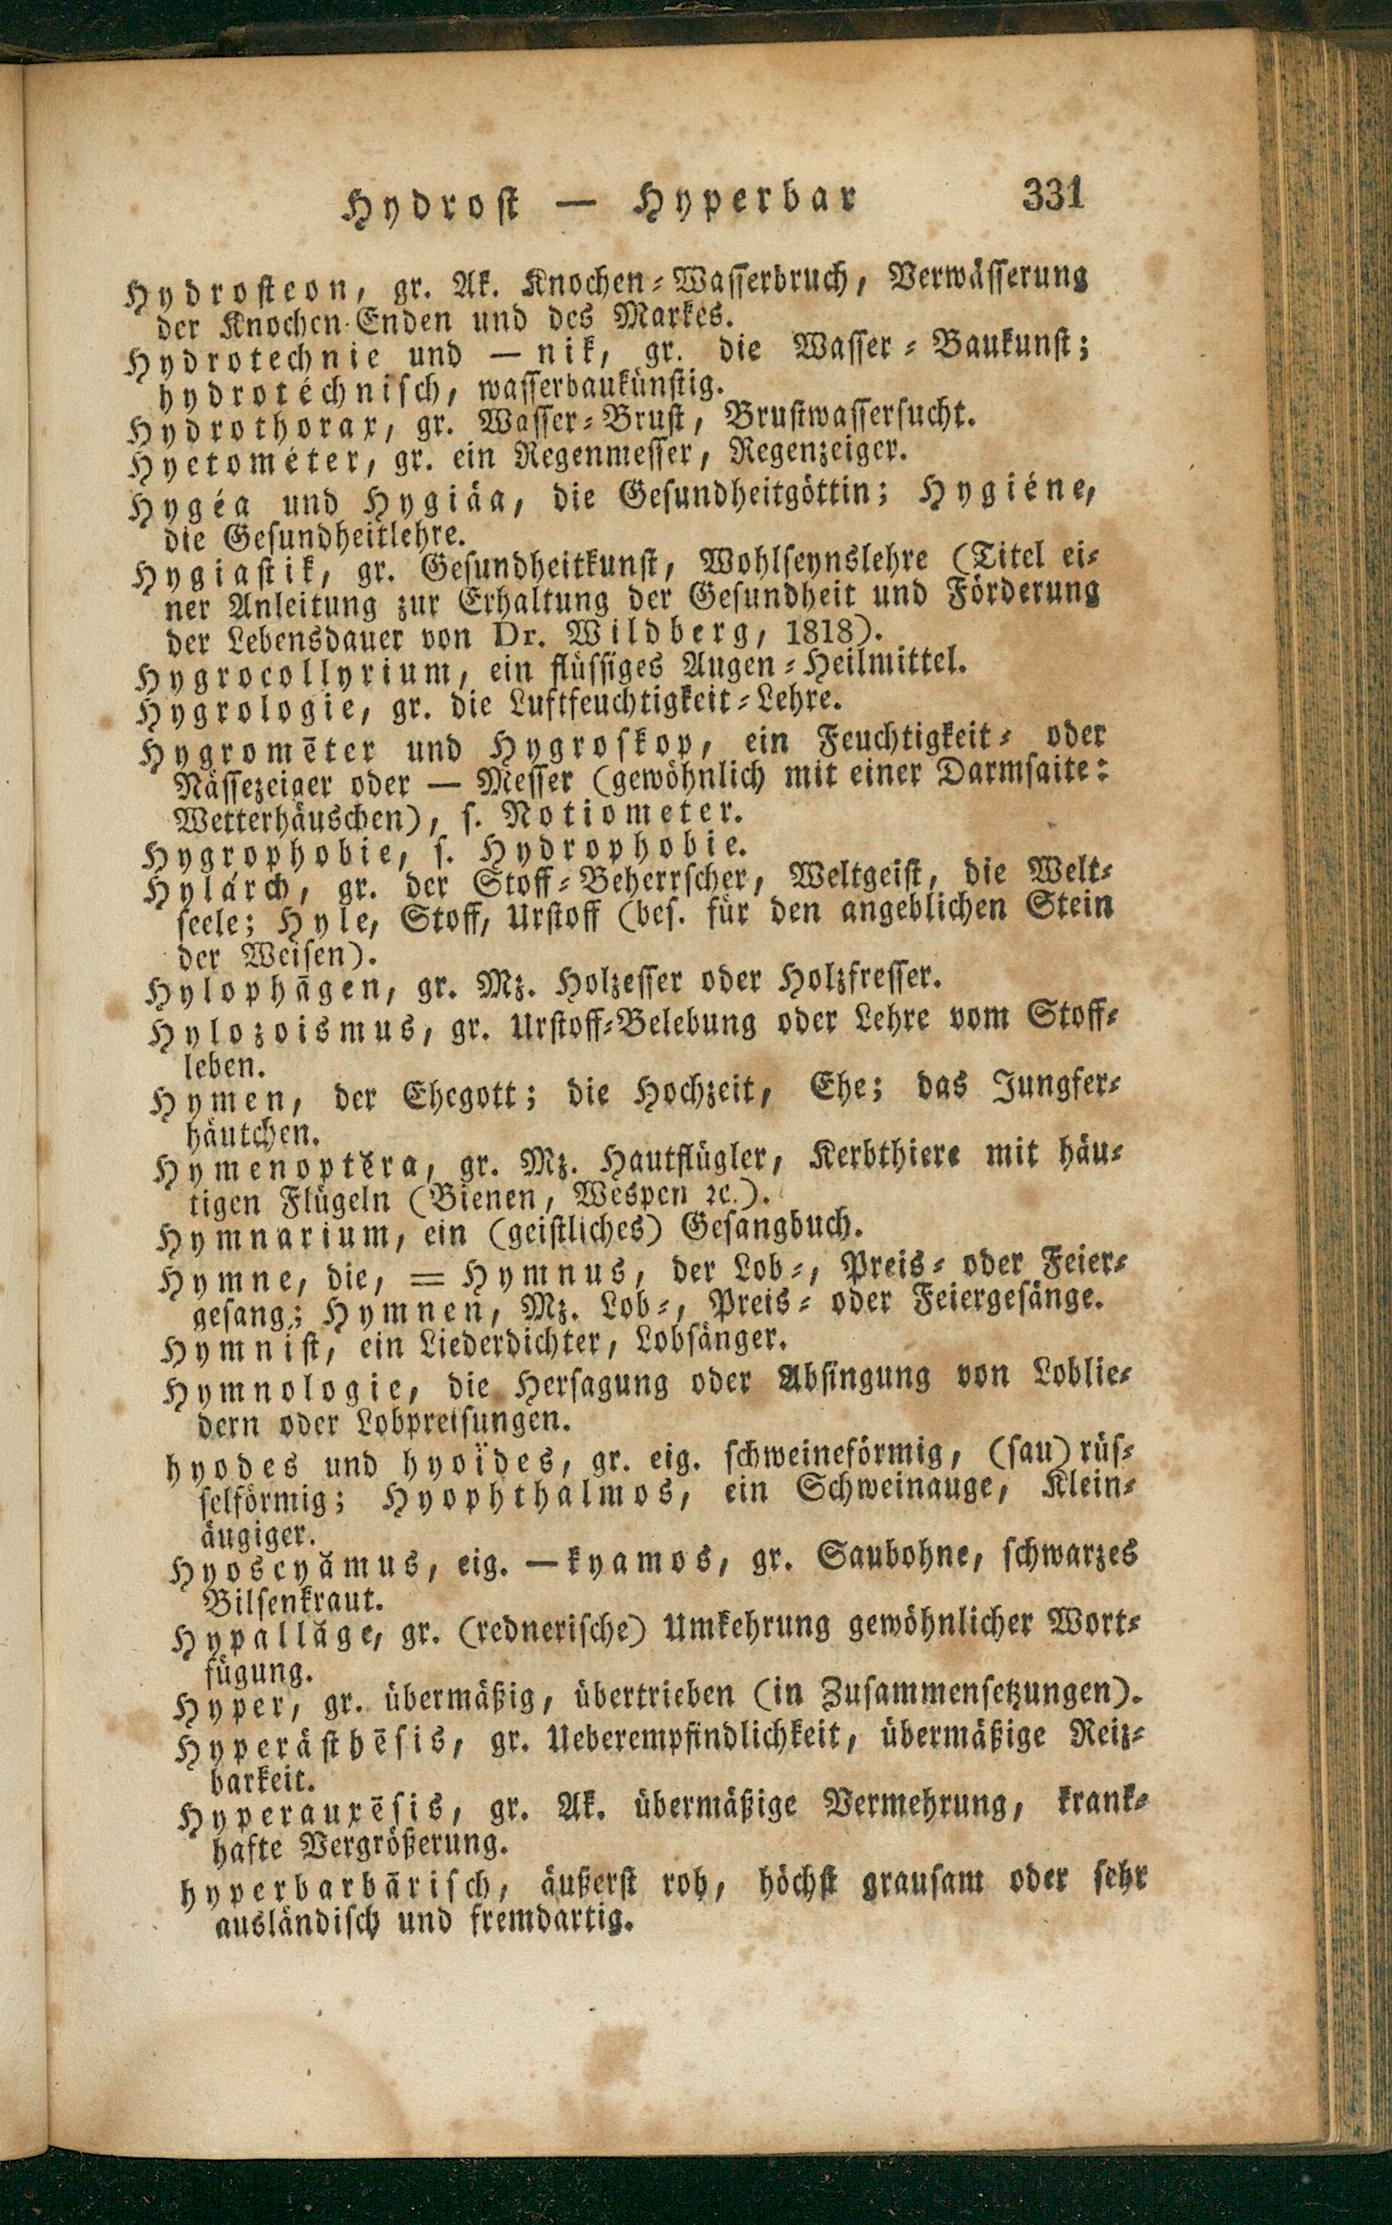 Hydrost — Hyperbar 331
Hydrosteon, gr. Ak. Knochen-Wasserbruch, Verwässerung
der Knochen-Enden und des Markes.
Hydrotechnie und — nik, gr. die Wasser-Baukunst;
hydrotéchnisch, wasserbaukünstig.
Hydrothorax, gr. Wasser-Brust, Brustwassersucht.
Hyetométer, gr. ein Regenmesser, Regenzeiger.
Hygéa und Hygiäa, die Gesundheitgöttin; Hygiéne,
die Gesundheitlehre.
Hygiastik, gr. Gesundheitkunst, Wohlseynslehre (Titel ei-
ner Anleitung zur Erhaltung der Gesundheit und Förderung
der Lebensdauer von Dr. Wildberg, 1818).
Hygrocollyrium, ein flüssiges Augen-Heilmittel.
Hygrologie, gr. die Luftfeuchtigkeit-Lehre.
Hygromēter und Hygroskop, ein Feuchtigkeit- oder
Nässezeiger oder — Messer (gewöhnlich mit einer Darmsaite:
Wetterhäuschen), s. Notiometer.
Hygrophobie, s. Hydrophobie.
Hylárch, gr. der Stoff-Beherrscher, Weltgeist, die Welt-
seele; Hyle, Stoff, Urstoff (bes. für den angeblichen Stein
der Weisen).
Hylophāgen, gr. Mz. Holzesser oder Holzfresser.
Hylozoismus, gr. Urstoff-Belebung oder Lehre vom Stoff-
leben.
Hymen, der Ehegott; die Hochzeit, Ehe; das Jungfer-
häutchen.
Hymenoptĕra, gr. Mz. Hautflügler, Kerbthiere mit häu-
tigen Flügeln (Bienen, Wespen ꝛc.).
Hymnarium, ein (geistliches) Gesangbuch.
Hymne, die, = Hymnus, der Lob-, Preis- oder Feier-
gesang; Hymnen, Mz. Lob-, Preis- oder Feiergesänge.
Hymnist, ein Liederdichter, Lobsänger.
Hymnologie, die Hersagung oder Absingung von Loblie-
dern oder Lobpreisungen.
hyodes und hyoïdes, gr. eig. schweineförmig, (sau) rüs-
selförmig; Hyophthalmos, ein Schweinauge, Klein-
äugiger.
Hyoscyămus, eig. —kyamos, gr. Saubohne, schwarzes
Bilsenkraut.
Hypallăge, gr. (rednerische) Umkehrung gewöhnlicher Wort-
fügung.
Hyper, gr. übermäßig, übertrieben (in Zusammensetzungen).
Hyperästhēsis, gr. Ueberempfindlichkeit, übermäßige Reiz-
barkeit.
Hyperauxēsis, gr. Ak. übermäßige Vermehrung, krank-
hafte Vergrößerung.
hyperbarbārisch, äußerst roh, höchst grausam oder sehr
ausländisch und fremdartig.